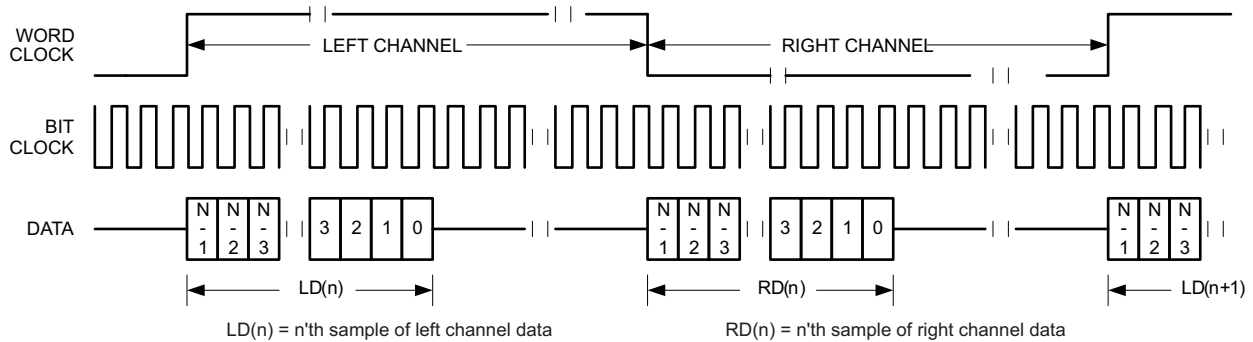 WORD
CLOCK
LEFT CHANNEL
RIGHT CHANNEL
BIT
CLOCK
DATA
N
-
1
N
-
2
N
-
3
3
2
1
0
N
-
1
N
-
2
N
-
3
3
2
1
0
N
-
1
N
-
2
N
-
3
LD(n)
RD(n)
LD(n+1)
LD(n) = n'th sample of left channel data
RD(n) = n'th sample of right channel data